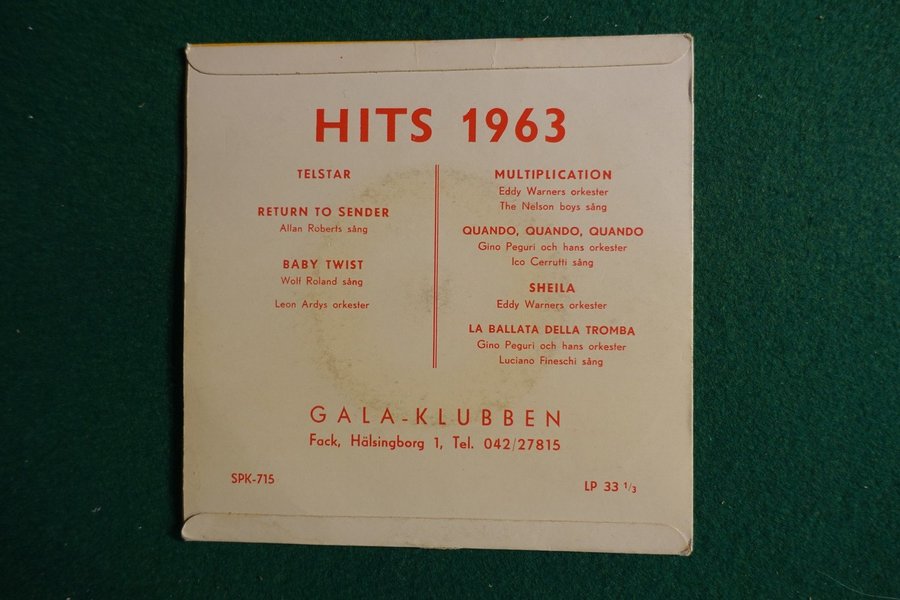 HITS 1963
TELSTAR
RETURN TO SENDER
Allan Roberts sång
BABY TWIST
Wolf Roland sång
Leon Ardys orkester
MULTIPLICATION
Eddy Warners orkester
The Nelson boys sång
QUANDO, QUANDO, QUANDO
Gino Peguri och hans orkester
Ico Cerrutti sång
SHEILA
Eddy Warners orkester
LA BALLATA DELLA TROMBA
Gino Peguri och hans orkester
Luciano Fineschi sång
GALA-KLUBBEN
Fack, Hälsingborg 1, Tel. 042/27815
SPK-715
LP 33 1/3